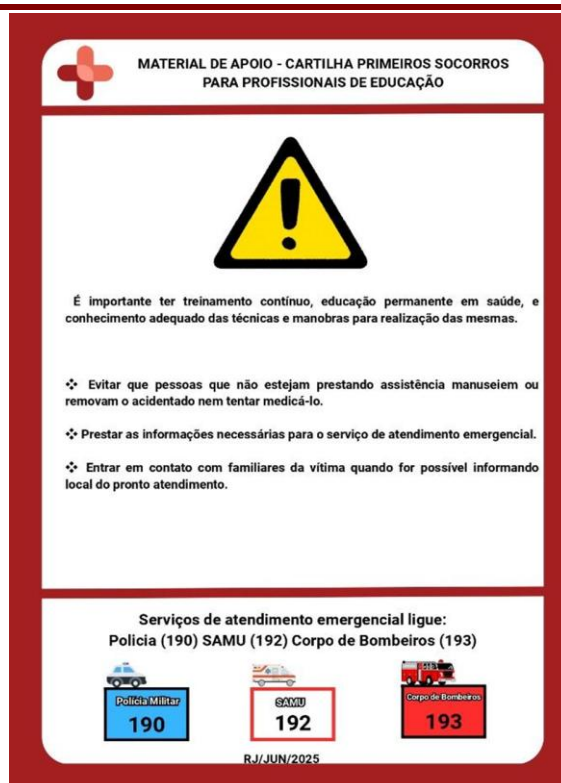 MATERIAL DE APOIO - CARTILHA PRIMEIROS SOCORROS
PARA PROFISSIONAIS DE EDUCAÇÃO
É importante ter treinamento contínuo, educação permanente em saúde, e
conhecimento adequado das técnicas e manobras para realização das mesmas.
❖ Evitar que pessoas que não estejam prestando assistência manuseiem ou
removam o acidentado nem tentar medicá-lo.
❖ Prestar as informações necessárias para o serviço de atendimento emergencial.
❖ Entrar em contato com familiares da vítima quando for possível informando
local do pronto atendimento.
Serviços de atendimento emergencial ligue:
Policia (190) SAMU (192) Corpo de Bombeiros (193)
Polícia Militar
190
SAMU
192
Corpo de Bombeiros
193
RJ/JUN/2025